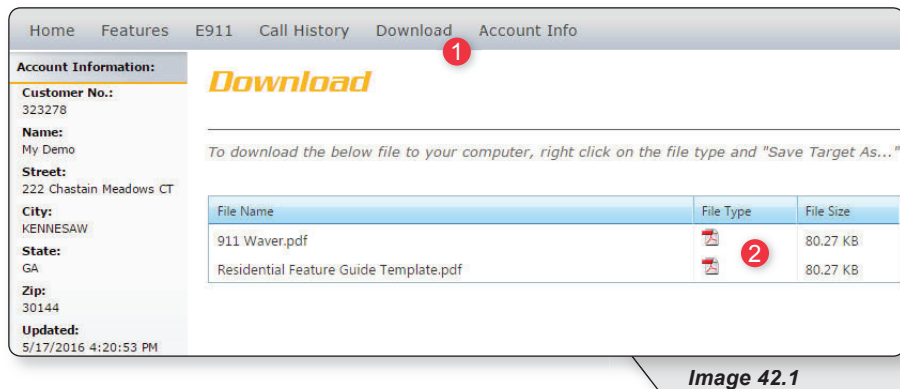 Home Features E911 Call History Download Account Info
1
Account Information:
Customer No.:
323278
Name:
My Demo
Street:
222 Chastain Meadows CT
City:
KENNESAW
State:
GA
Zip:
30144
Updated:
5/17/2016 4:20:53 PM
Download
To download the below file to your computer, right click on the file type and "Save Target As..."
File Name File Type File Size
911 Waver.pdf 80.27 KB
2
Residential Feature Guide Template.pdf 80.27 KB
Image 42.1